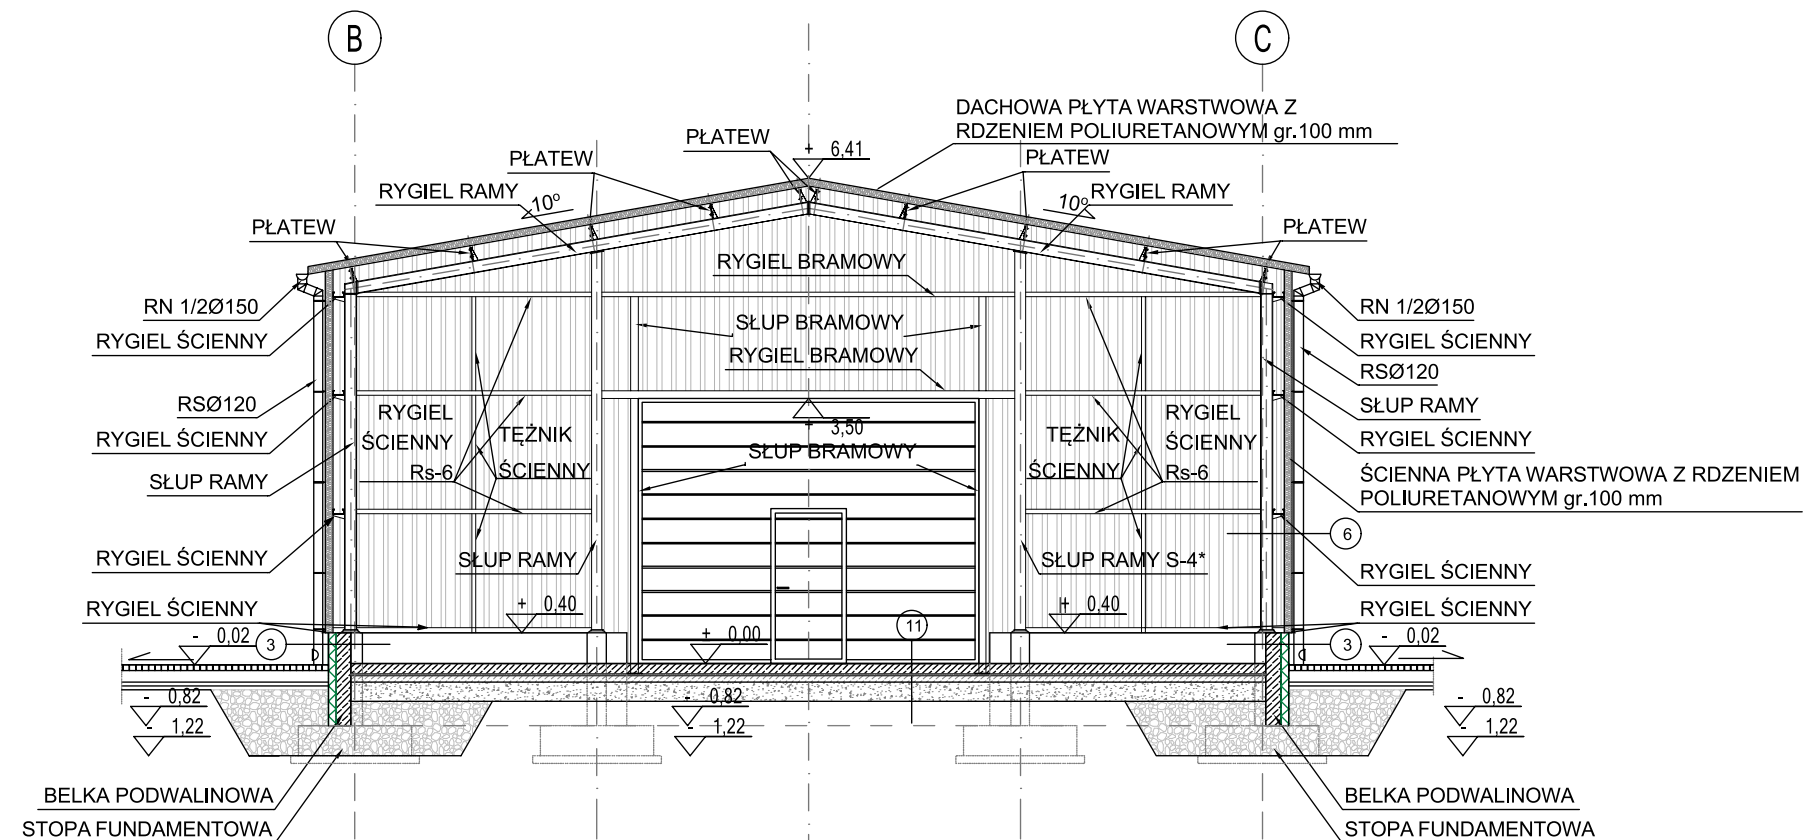 B
C
DACHOWA PŁYTA WARSTWOWA Z
RDZENIEM POLIURETANOWYM gr.100 mm
PŁATEW
+ 6,41
PŁATEW
PŁATEW
RYGIEL RAMY
RYGIEL RAMY
10º
10º
PŁATEW
PŁATEW
RYGIEL BRAMOWY
RN 1/2Ø150
RN 1/2Ø150
SŁUP BRAMOWY
RYGIEL ŚCIENNY
RYGIEL ŚCIENNY
RYGIEL BRAMOWY
RSØ120
RSØ120
RYGIEL
ŚCIENNY
Rs-6
TĘŻNIK
ŚCIENNY
+ 3,50
SŁUP BRAMOWY
TĘŻNIK
ŚCIENNY
RYGIEL
ŚCIENNY
Rs-6
SŁUP RAMY
RYGIEL ŚCIENNY
RYGIEL ŚCIENNY
SŁUP RAMY
ŚCIENNA PŁYTA WARSTWOWA Z RDZENIEM
POLIURETANOWYM gr.100 mm
6
RYGIEL ŚCIENNY
SŁUP RAMY
SŁUP RAMY S-4*
RYGIEL ŚCIENNY
RYGIEL ŚCIENNY
+ 0,40
+ 0,40
RYGIEL ŚCIENNY
- 0,02
3
± 0,00
11
3
- 0,02
- 0,82
- 0,82
- 0,82
- 1,22
- 1,22
- 1,22
BELKA PODWALINOWA
BELKA PODWALINOWA
STOPA FUNDAMENTOWA
STOPA FUNDAMENTOWA